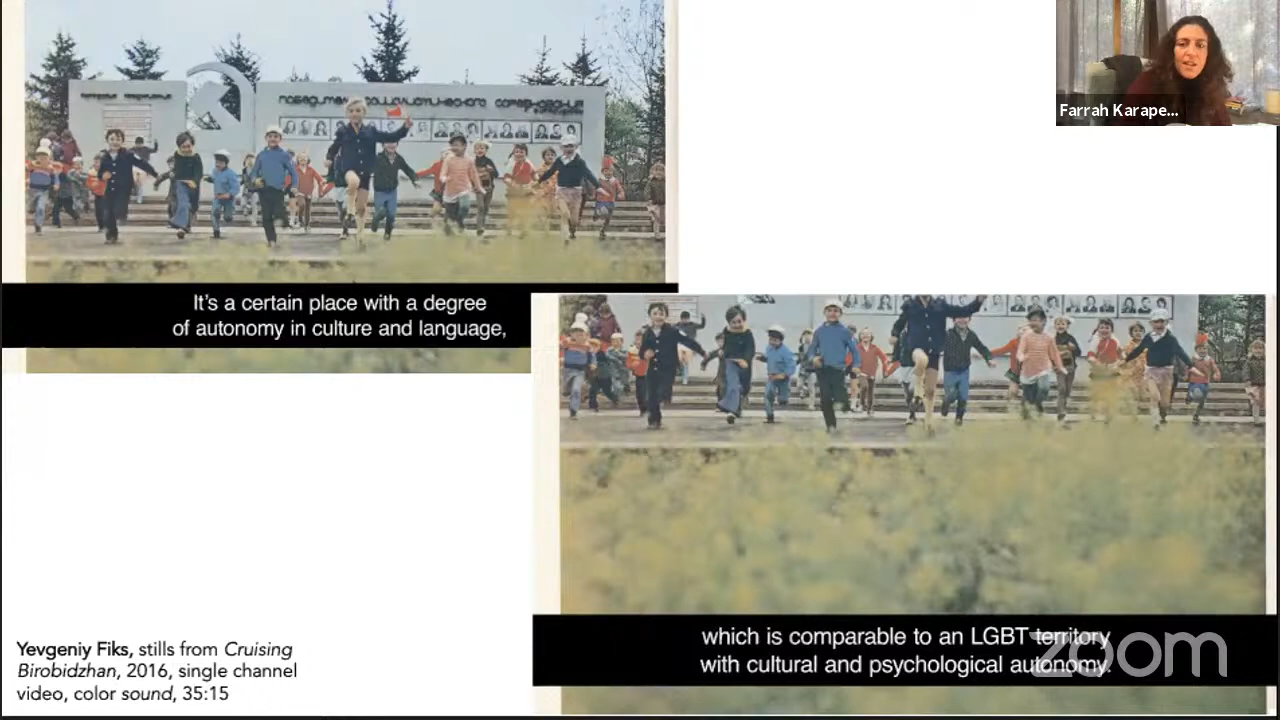 Farrah Karape...
It's a certain place with a degree
of autonomy in culture and language,
which is comparable to an LGBT territory
with cultural and psychological autonomy.
Yevgeniy Fiks, stills from Cruising
Birobidzhan, 2016, single channel
video, color sound, 35:15
zoom